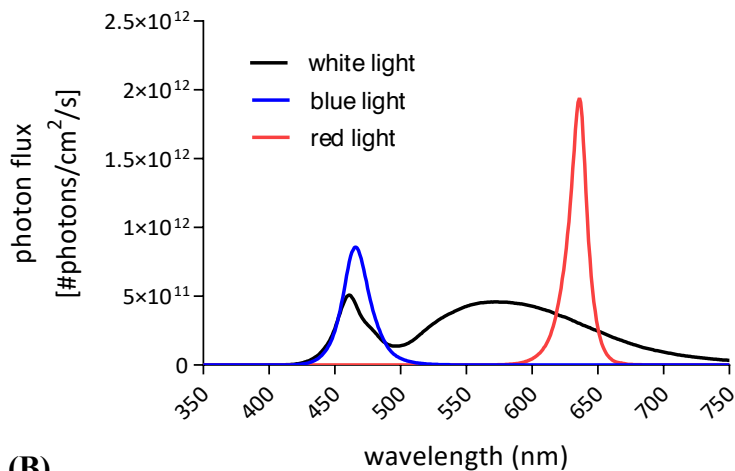 2.5×10¹²
2×10¹²
1.5×10¹²
1×10¹²
5×10¹¹
0
photon flux
[#photons/cm²/s]
white light
blue light
red light
350 400 450 500 550 600 650 700 750
wavelength (nm)
(B)